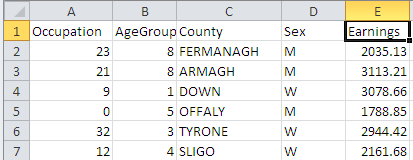 A B C D E
1 Occupation AgeGroup County Sex Earnings
2 23 8 FERMANAGH M 2035.13
3 21 8 ARMAGH M 3113.21
4 9 1 DOWN W 3078.66
5 0 5 OFFALY M 1788.85
6 32 3 TYRONE W 2944.42
7 12 4 SLIGO W 2161.68